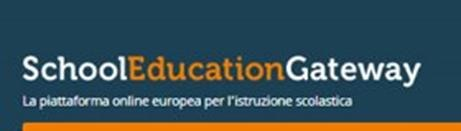 SchoolEducationGateway
La piattaforma online europea per l'istruzione scolastica